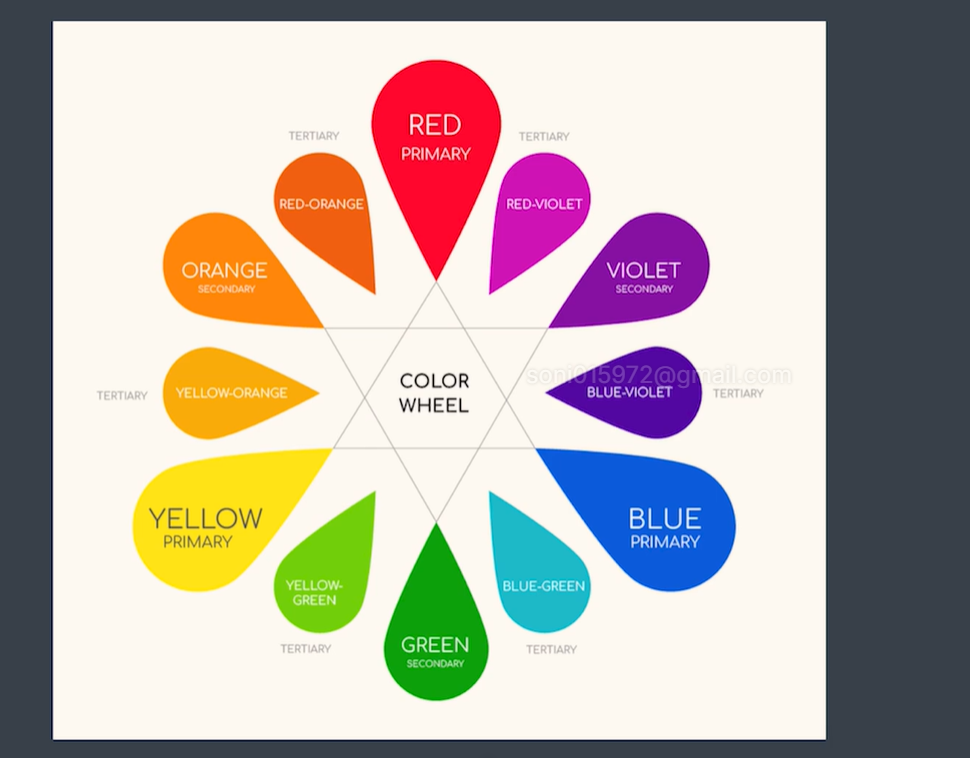 RED
PRIMARY
TERTIARY
TERTIARY
RED-ORANGE
RED-VIOLET
ORANGE
SECONDARY
VIOLET
SECONDARY
COLOR
WHEEL
soni015972@gmail.com
TERTIARY
YELLOW-ORANGE
BLUE-VIOLET
TERTIARY
YELLOW
PRIMARY
BLUE
PRIMARY
YELLOW-
GREEN
BLUE-GREEN
TERTIARY
GREEN
SECONDARY
TERTIARY